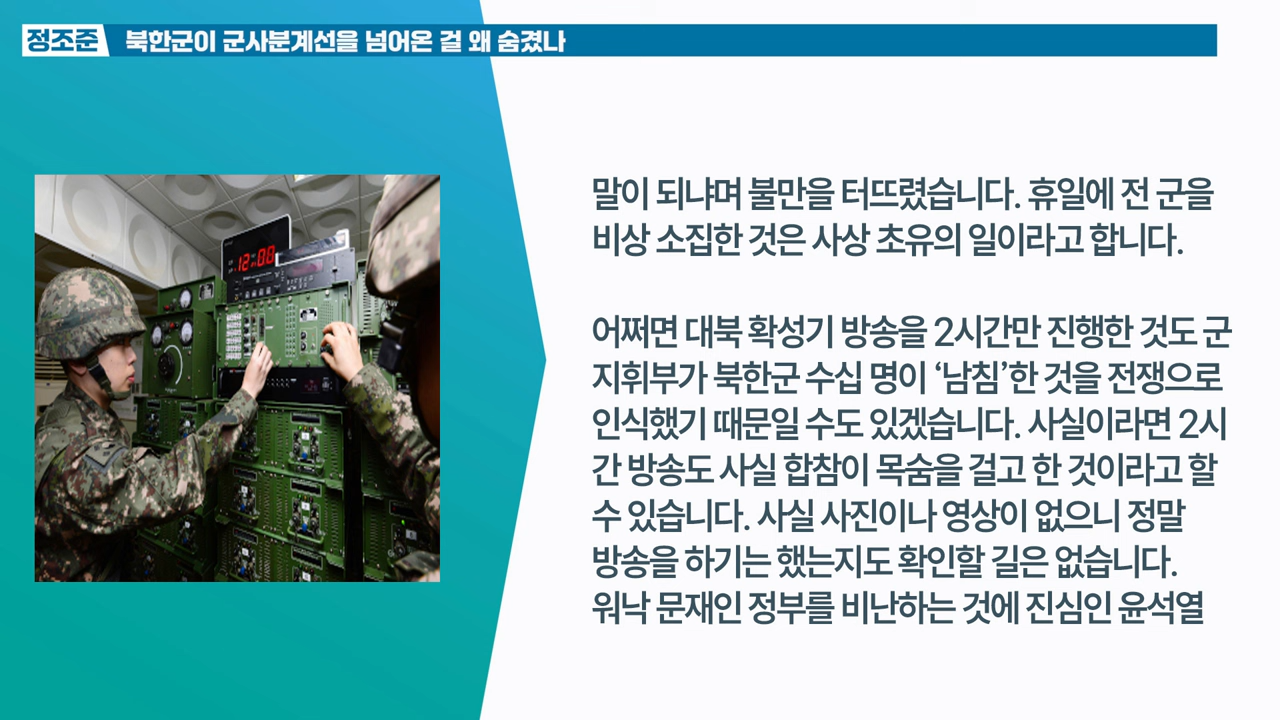 정조준 북한군이 군사분계선을 넘어온 걸 왜 숨겼나
12 00
말이 되냐며 불만을 터뜨렸습니다. 휴일에 전 군을
비상 소집한 것은 사상 초유의 일이라고 합니다.
어쩌면 대북 확성기 방송을 2시간만 진행한 것도 군
지휘부가 북한군 수십 명이 ‘남침’한 것을 전쟁으로
인식했기 때문일 수도 있겠습니다. 사실이라면 2시
간 방송도 사실 합참이 목숨을 걸고 한 것이라고 할
수 있습니다. 사실 사진이나 영상이 없으니 정말
방송을 하기는 했는지도 확인할 길은 없습니다.
워낙 문재인 정부를 비난하는 것에 진심인 윤석열